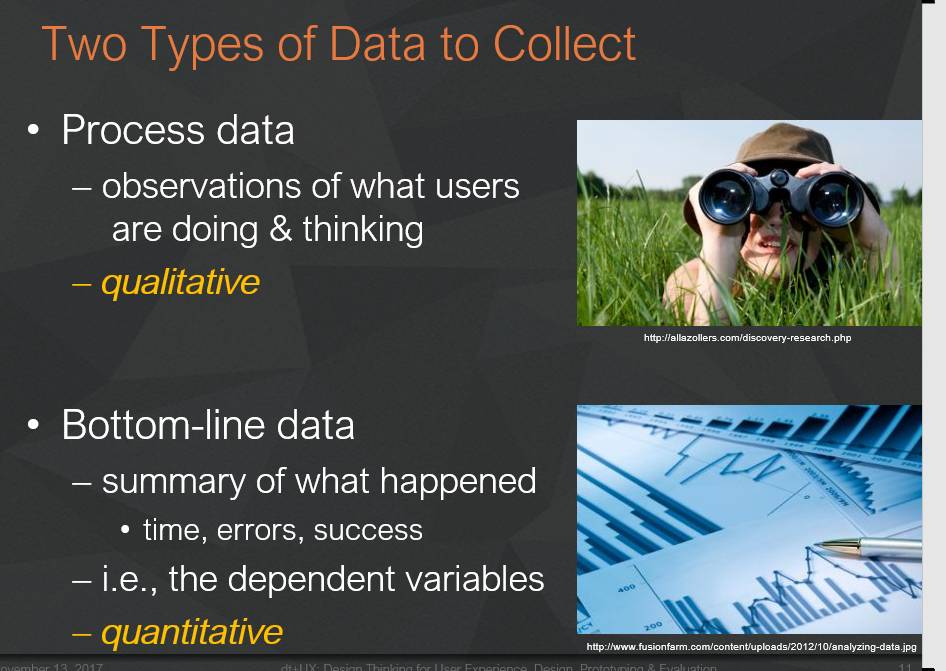 Two Types of Data to Collect
• Process data
– observations of what users
are doing & thinking
– qualitative
http://allazollers.com/discovery-research.php
• Bottom-line data
– summary of what happened
• time, errors, success
– i.e., the dependent variables
– quantitative
400
200
http://www.fusionfarm.com/content/uploads/2012/10/analyzing-data.jpg
ovember 13, 2017
dt+UX: Design Thinking for User Experience, Design, Prototyping & Evaluation
11